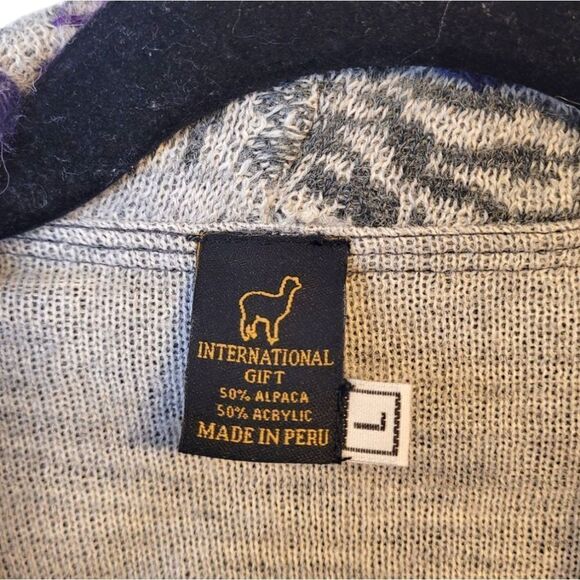 INTERNATIONAL
GIFT
50% ALPACA
50% ACRYLIC
MADE IN PERU
L